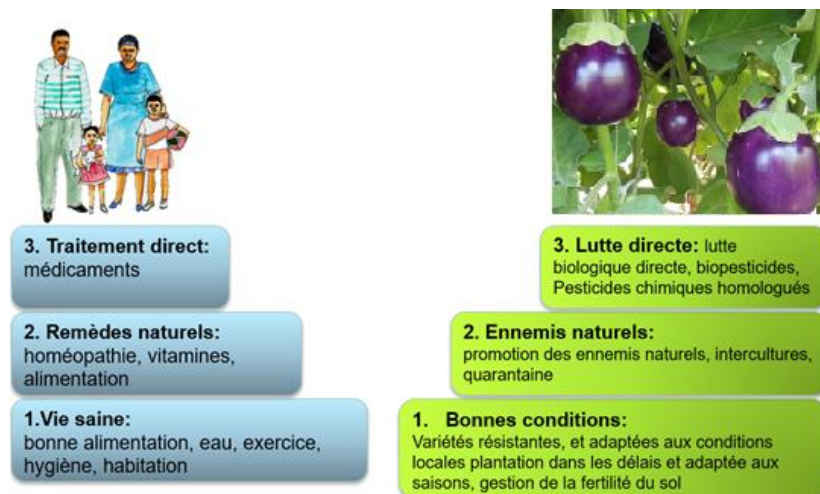 3. Traitement direct:
médicaments
2. Remèdes naturels:
homéopathie, vitamines,
alimentation
1.Vie saine:
bonne alimentation, eau, exercice,
hygiène, habitation
3. Lutte directe: lutte
biologique directe, biopesticides,
Pesticides chimiques homologués
2. Ennemis naturels:
promotion des ennemis naturels, intercultures,
quarantaine
1. Bonnes conditions:
Variétés résistantes, et adaptées aux conditions
locales plantation dans les délais et adaptée aux
saisons, gestion de la fertilité du sol